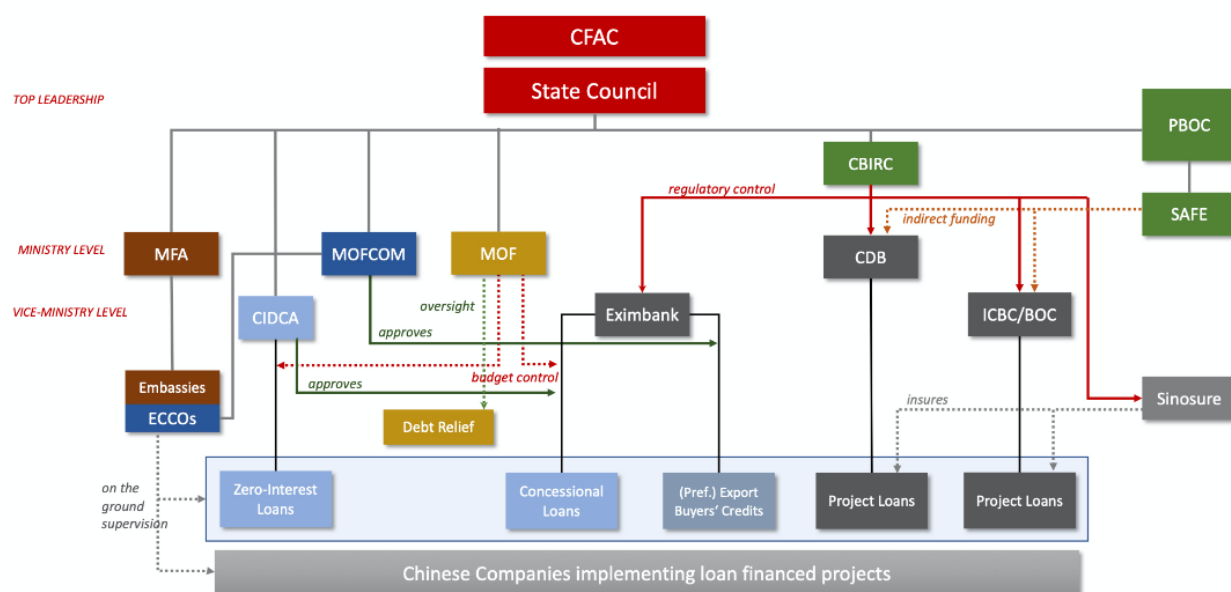 CFAC
State Council
TOP LEADERSHIP
PBOC
CBIRC
regulatory control
SAFE
indirect funding
MINISTRY LEVEL
MFA
MOFCOM
MOF
CDB
VICE-MINISTRY LEVEL
CIDCA
oversight
Eximbank
ICBC/BOC
approves
Embassies
ECCOs
approves
budget control
Sinosure
insures
Debt Relief
on the
ground
supervision
Zero-Interest
Loans
Concessional
Loans
(Pref.) Export
Buyers‘ Credits
Project Loans
Project Loans
Chinese Companies implementing loan financed projects